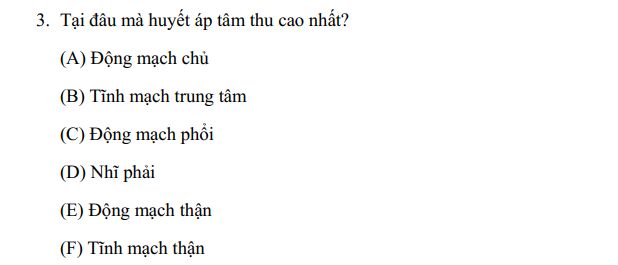 3. Tại đâu mà huyết áp tâm thu cao nhất?
(A) Động mạch chủ
(B) Tĩnh mạch trung tâm
(C) Động mạch phổi
(D) Nhĩ phải
(E) Động mạch thận
(F) Tĩnh mạch thận